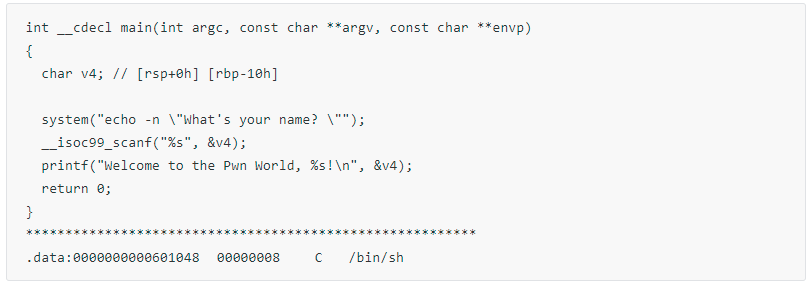 int __cdecl main(int argc, const char **argv, const char **envp)
{
  char v4; // [rsp+0h] [rbp-10h]

  system("echo -n \"What's your name? \"");
  __isoc99_scanf("%s", &v4);
  printf("Welcome to the Pwn World, %s!\n", &v4);
  return 0;
}
*********************************************************
.data:0000000000601048  00000008    C   /bin/sh